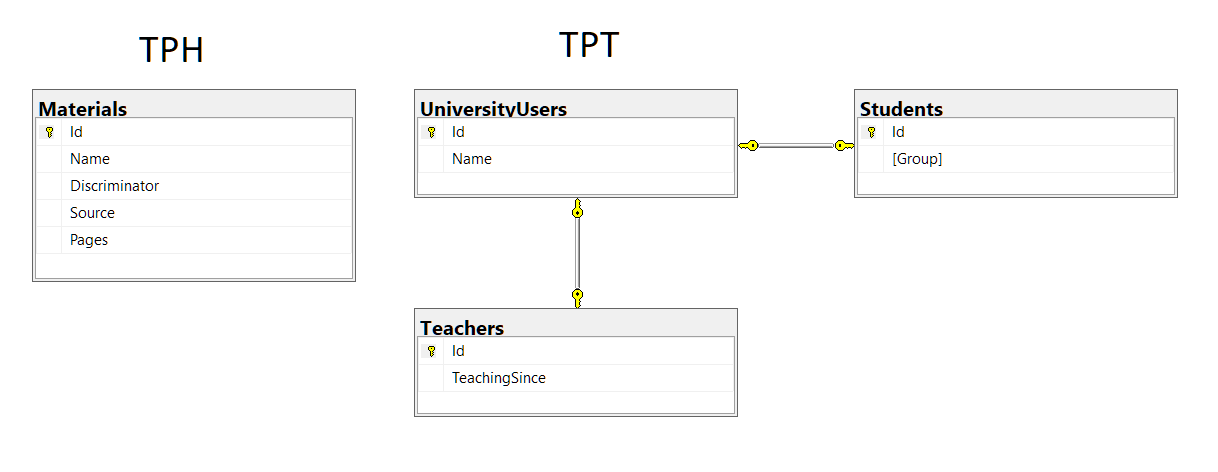 TPH
TPT
Materials
Id
Name
Discriminator
Source
Pages
UniversityUsers
Id
Name
Students
Id
[Group]
Teachers
Id
TeachingSince